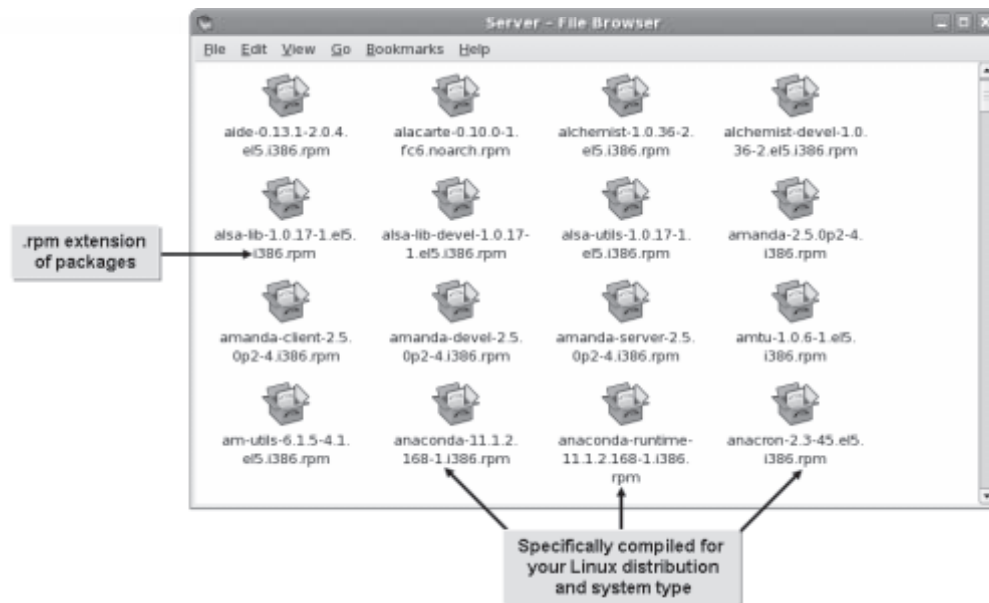 Server – File Browser
File Edit View Go Bookmarks Help
aide-0.13.1-2.0.4.
el5.i386.rpm
alacarte-0.10.0-1.
fc6.noarch.rpm
alchemist-1.0.36-2.
el5.i386.rpm
alchemist-devel-1.0.
36-2.el5.i386.rpm
alsa-lib-1.0.17-1.el5.
i386.rpm
alsa-lib-devel-1.0.17-
1.el5.i386.rpm
alsa-utils-1.0.17-1.
el5.i386.rpm
amanda-2.5.0p2-4.
i386.rpm
.rpm extension
of packages
amanda-client-2.5.
0p2-4.i386.rpm
amanda-devel-2.5.
0p2-4.i386.rpm
amanda-server-2.5.
0p2-4.i386.rpm
amtu-1.0.6-1.el5.
i386.rpm
am-utils-6.1.5-4.1.
el5.i386.rpm
anaconda-11.1.2.
168-1.i386.rpm
anaconda-runtime-
11.1.2.168-1.i386.
rpm
anacron-2.3-45.el5.
i386.rpm
Specifically compiled for
your Linux distribution
and system type